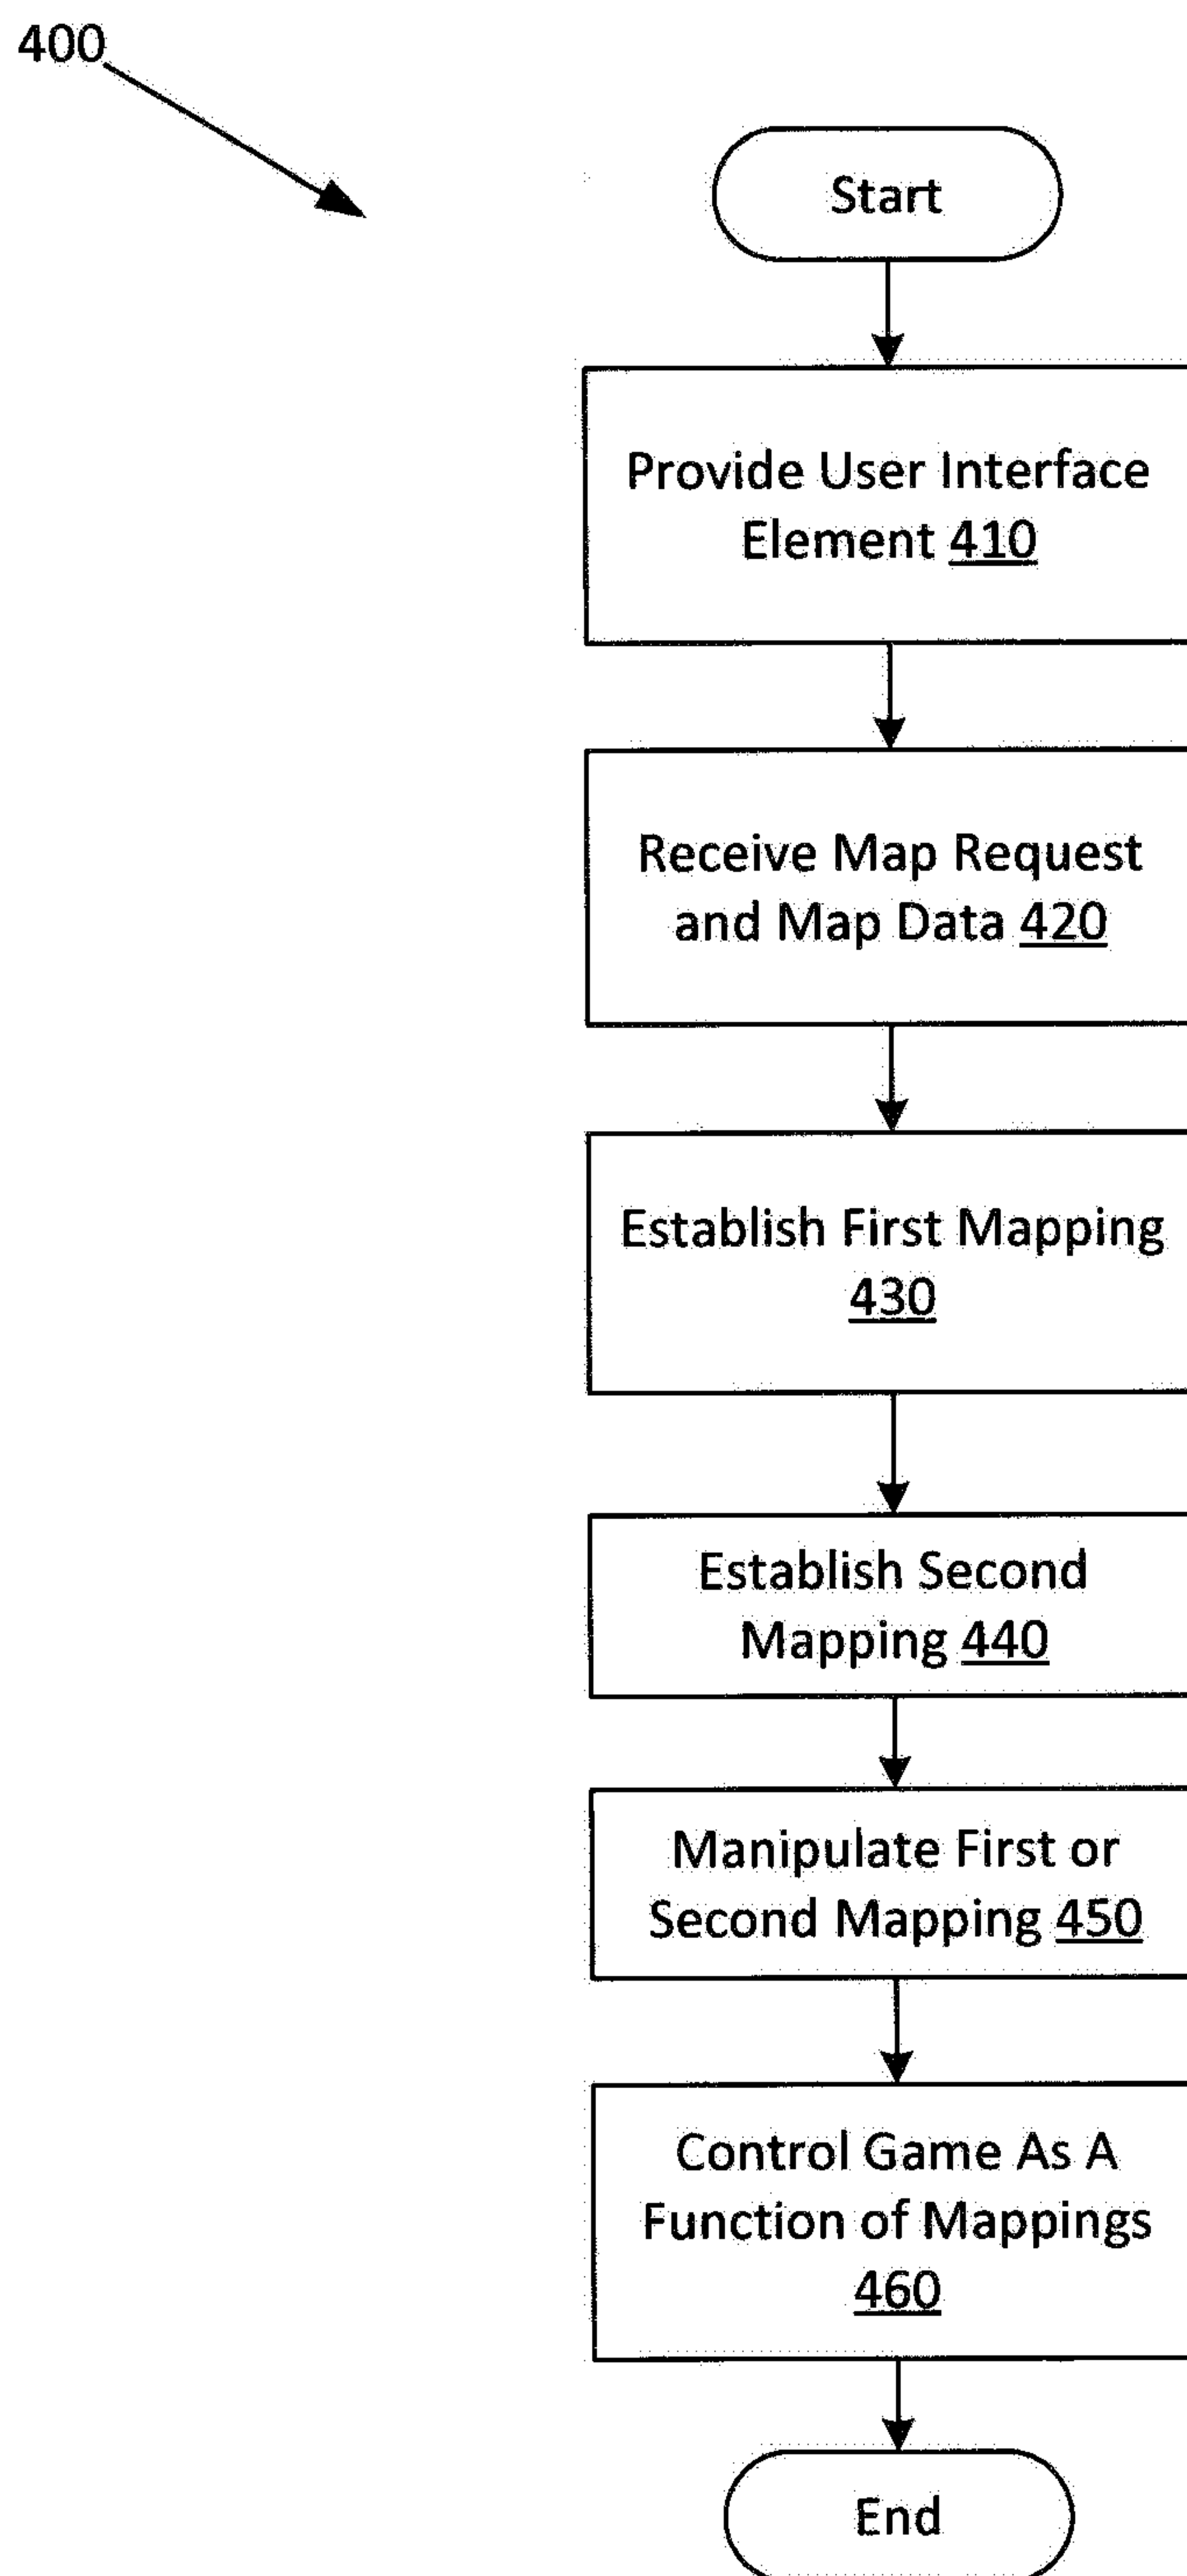 400
Start
Provide User Interface
Element 410
Receive Map Request
and Map Data 420
Establish First Mapping
430
Establish Second
Mapping 440
Manipulate First or
Second Mapping 450
Control Game As A
Function of Mappings
460
End